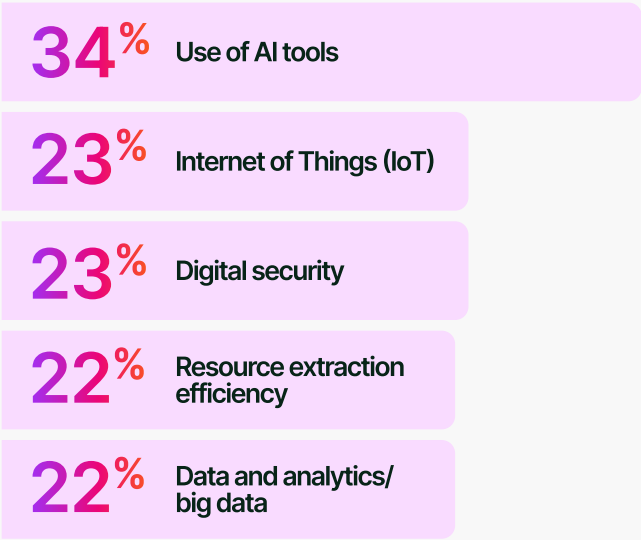 34% Use of AI tools
23% Internet of Things (IoT)
23% Digital security
22% Resource extraction
efficiency
22% Data and analytics/
big data